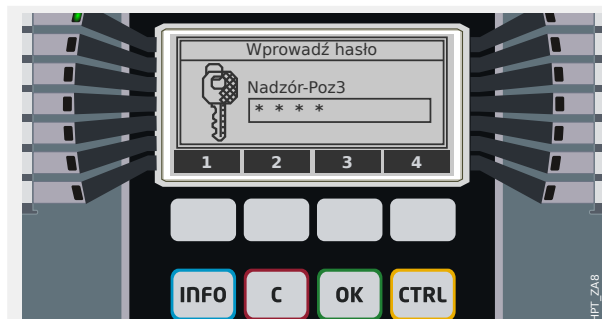 Wprowadź hasło
Nadzór-Poz3
* * * *
1 2 3 4
INFO C OK CTRL
HPT_ZA8